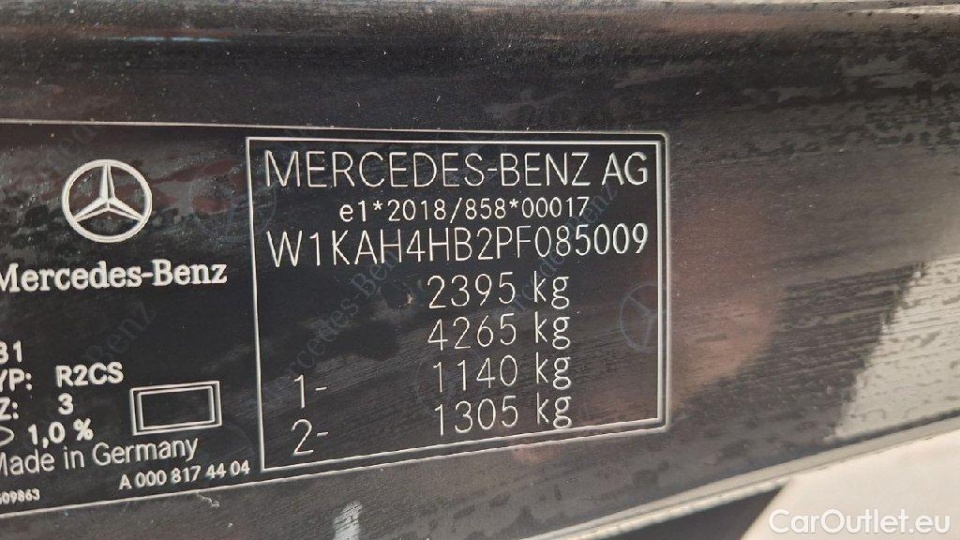 MERCEDES-BENZ AG
e1*2018/858*00017
W1KAH4HB2PF085009
2395 kg
4265 kg
1- 1140 kg
2- 1305 kg
Mercedes-Benz
YP: R2CS
Z: 3
1,0 %
Made in Germany
A 000 817 44 04
CarOutlet.eu